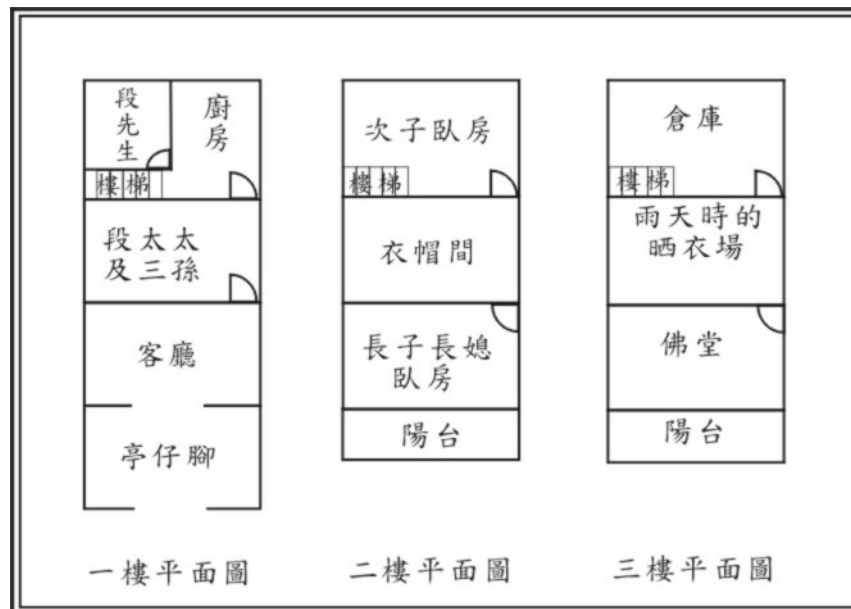 段先生
廚房
樓梯
段太太
及三孫
客廳
亭仔腳
一樓平面圖
次子臥房
樓梯
衣帽間
長子長媳
臥房
陽台
二樓平面圖
倉庫
樓梯
雨天時的
晒衣場
佛堂
陽台
三樓平面圖